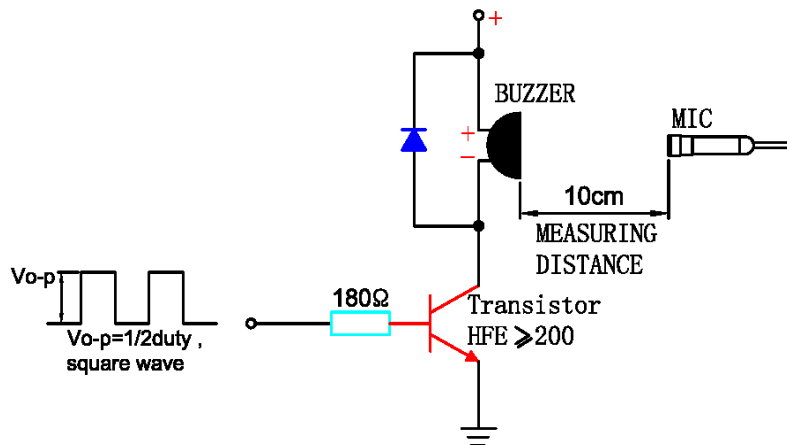 +
BUZZER
+
−
MIC
10cm
MEASURING
DISTANCE
Vo-p
180Ω
Transistor
HFE ≥200
Vo-p=1/2duty ,
square wave